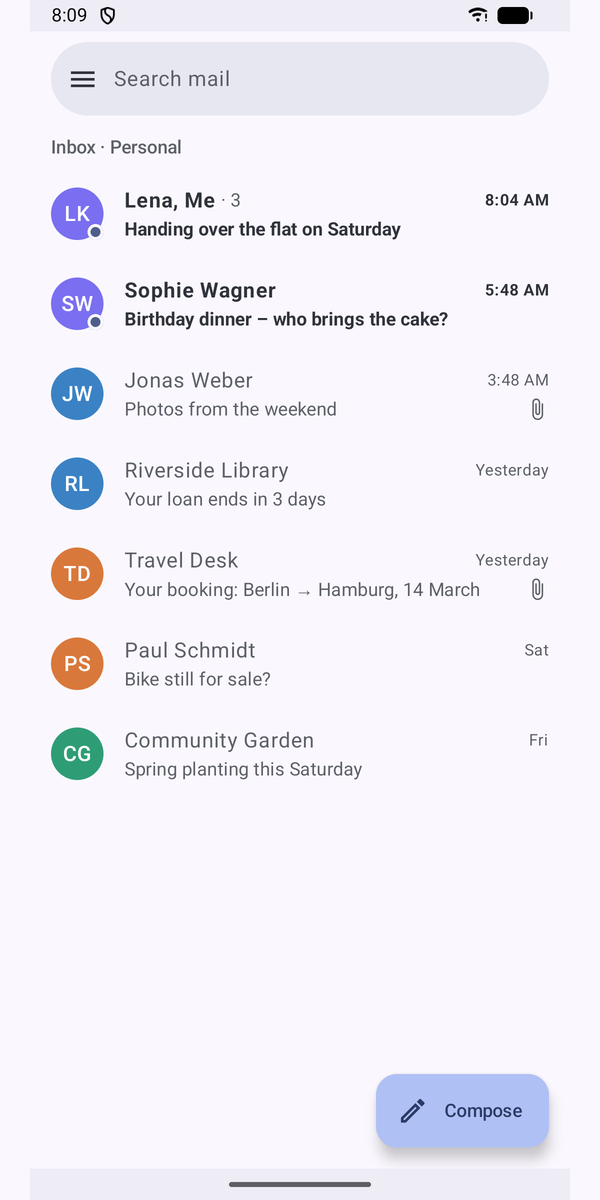 8:09
Search mail
Inbox · Personal
LK
Lena, Me · 3
8:04 AM
Handing over the flat on Saturday
SW
Sophie Wagner
5:48 AM
Birthday dinner – who brings the cake?
JW
Jonas Weber
3:48 AM
Photos from the weekend
RL
Riverside Library
Yesterday
Your loan ends in 3 days
TD
Travel Desk
Yesterday
Your booking: Berlin → Hamburg, 14 March
PS
Paul Schmidt
Sat
Bike still for sale?
CG
Community Garden
Fri
Spring planting this Saturday
Compose